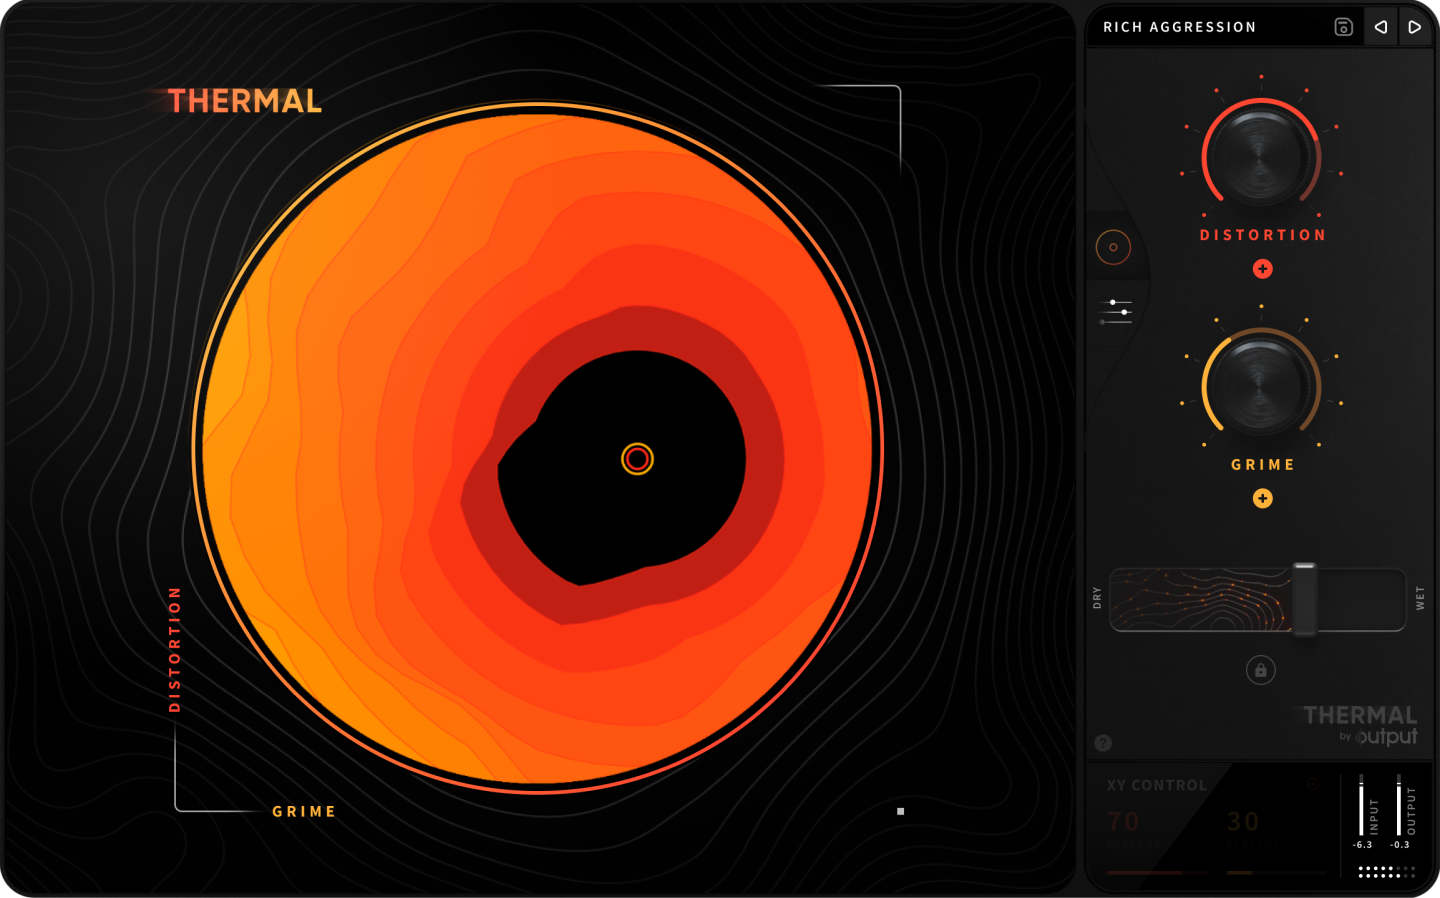 RICH AGGRESSION
THERMAL
DISTORTION
GRIME
DISTORTION
GRIME
DRY
WET
THERMAL
by output
?
XY CONTROL
70
30
INPUT
OUTPUT
-6.3
-0.3